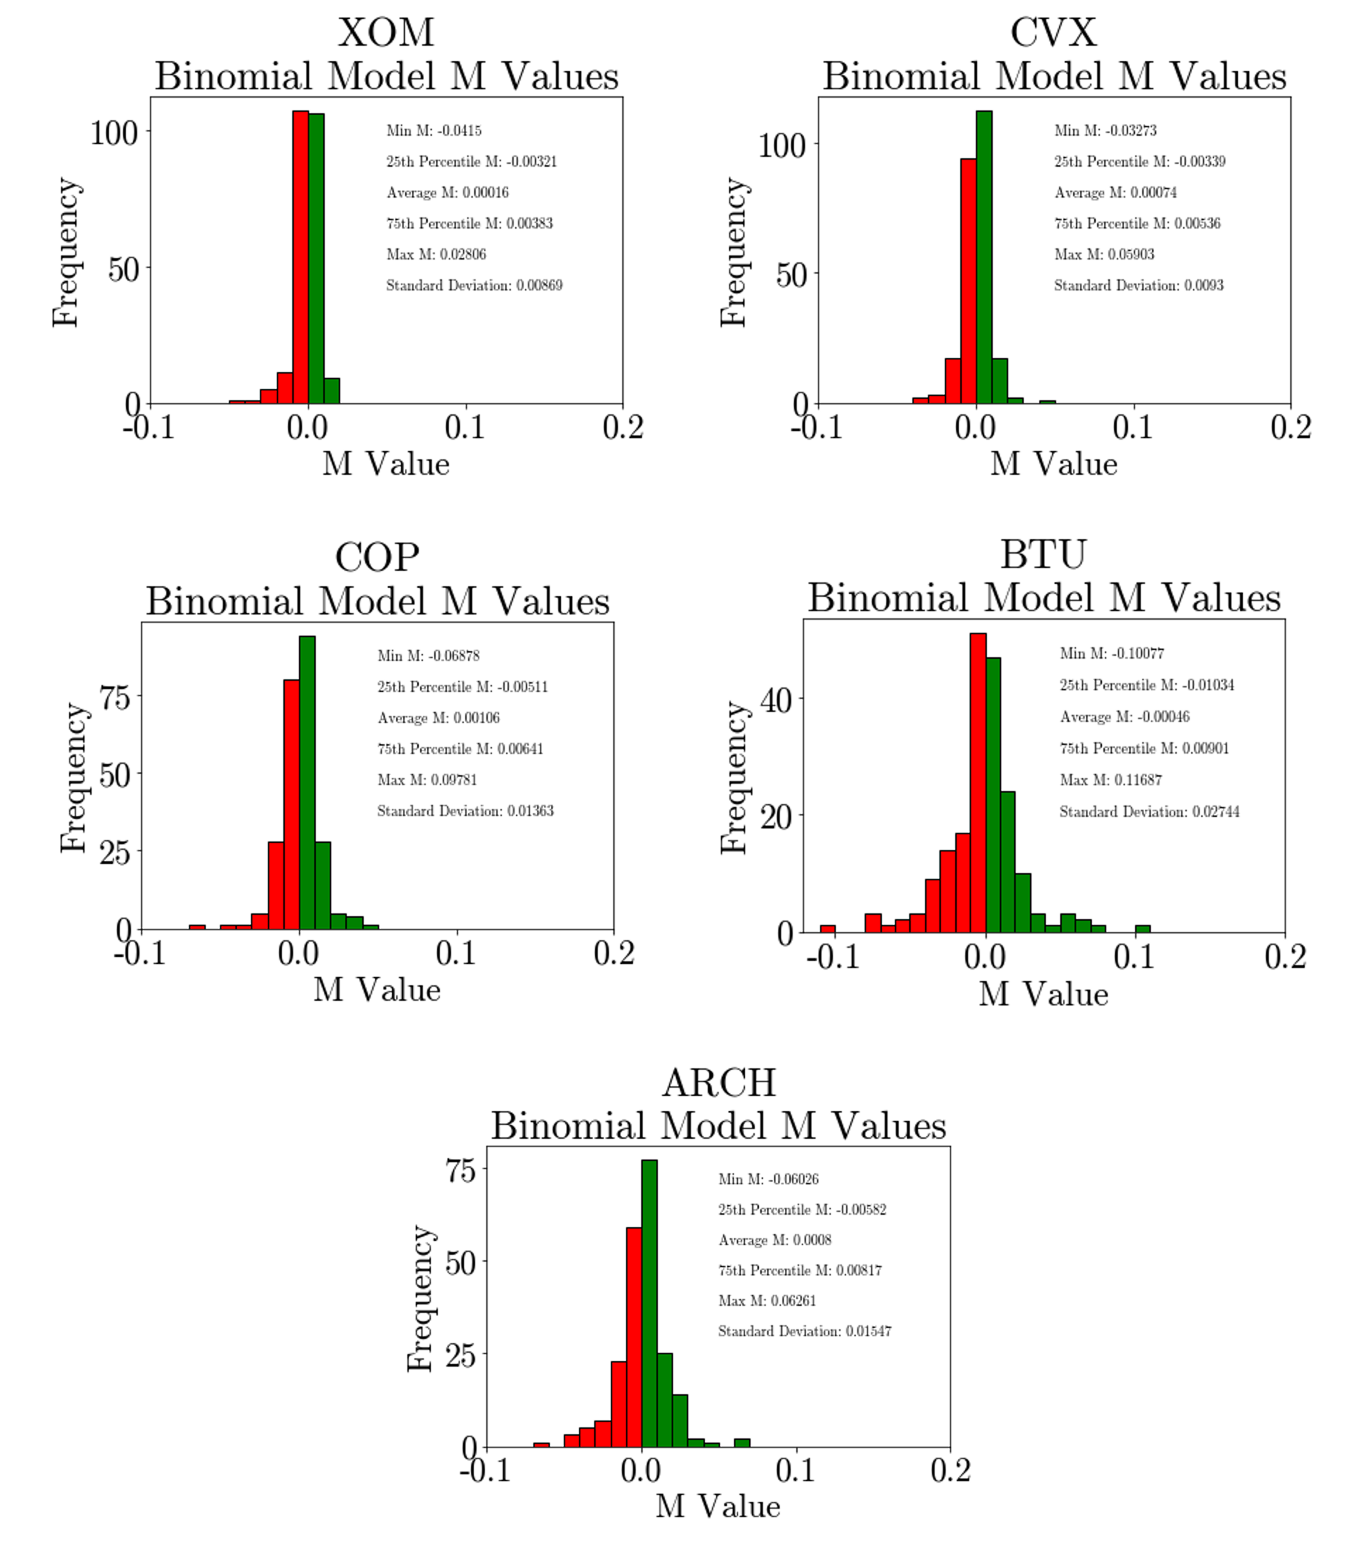 XOM
Binomial Model M Values
Min M: -0.0415
25th Percentile M: -0.00321
Average M: 0.00016
75th Percentile M: 0.00383
Max M: 0.02806
Standard Deviation: 0.00869
Frequency
100
50
0
-0.1 0.0 0.1 0.2
M Value
CVX
Binomial Model M Values
Min M: -0.03273
25th Percentile M: -0.00339
Average M: 0.00074
75th Percentile M: 0.00536
Max M: 0.05903
Standard Deviation: 0.0093
Frequency
100
50
0
-0.1 0.0 0.1 0.2
M Value
COP
Binomial Model M Values
Min M: -0.06878
25th Percentile M: -0.00511
Average M: 0.00106
75th Percentile M: 0.00641
Max M: 0.09781
Standard Deviation: 0.01363
Frequency
75
50
25
0
-0.1 0.0 0.1 0.2
M Value
BTU
Binomial Model M Values
Min M: -0.10077
25th Percentile M: -0.01034
Average M: -0.00046
75th Percentile M: 0.00901
Max M: 0.11687
Standard Deviation: 0.02744
Frequency
40
20
0
-0.1 0.0 0.1 0.2
M Value
ARCH
Binomial Model M Values
Min M: -0.06026
25th Percentile M: -0.00582
Average M: 0.0008
75th Percentile M: 0.00817
Max M: 0.06261
Standard Deviation: 0.01547
Frequency
75
50
25
0
-0.1 0.0 0.1 0.2
M Value